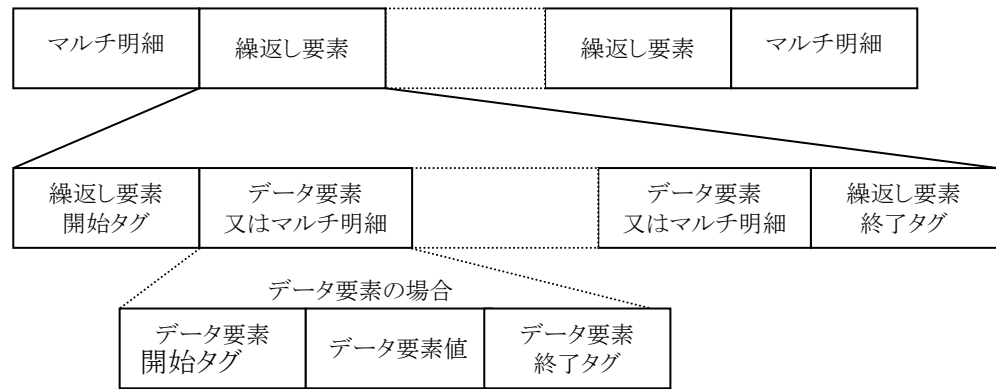 マルチ明細
繰返し要素
繰返し要素
マルチ明細
繰返し要素
開始タグ
データ要素
又はマルチ明細
データ要素
又はマルチ明細
繰返し要素
終了タグ
データ要素の場合
データ要素
開始タグ
データ要素値
データ要素
終了タグ